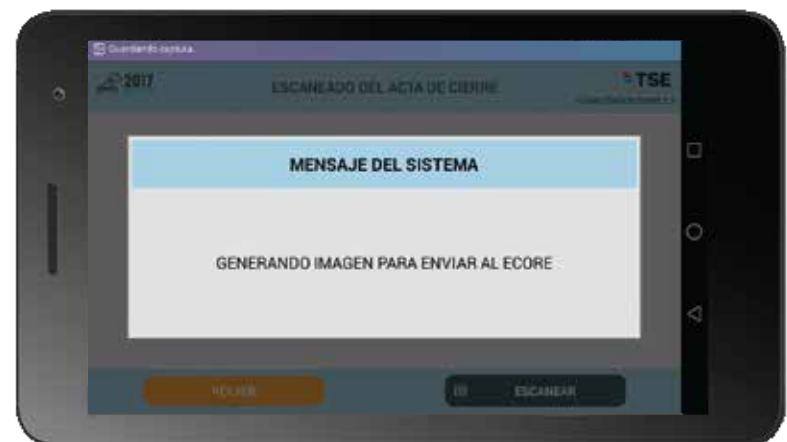 Guardando captura.
2017
ESCANEADO DEL ACTA DE CIERRE
TSE
MENSAJE DEL SISTEMA
GENERANDO IMAGEN PARA ENVIAR AL ECORE
VOLVER
ESCANEAR